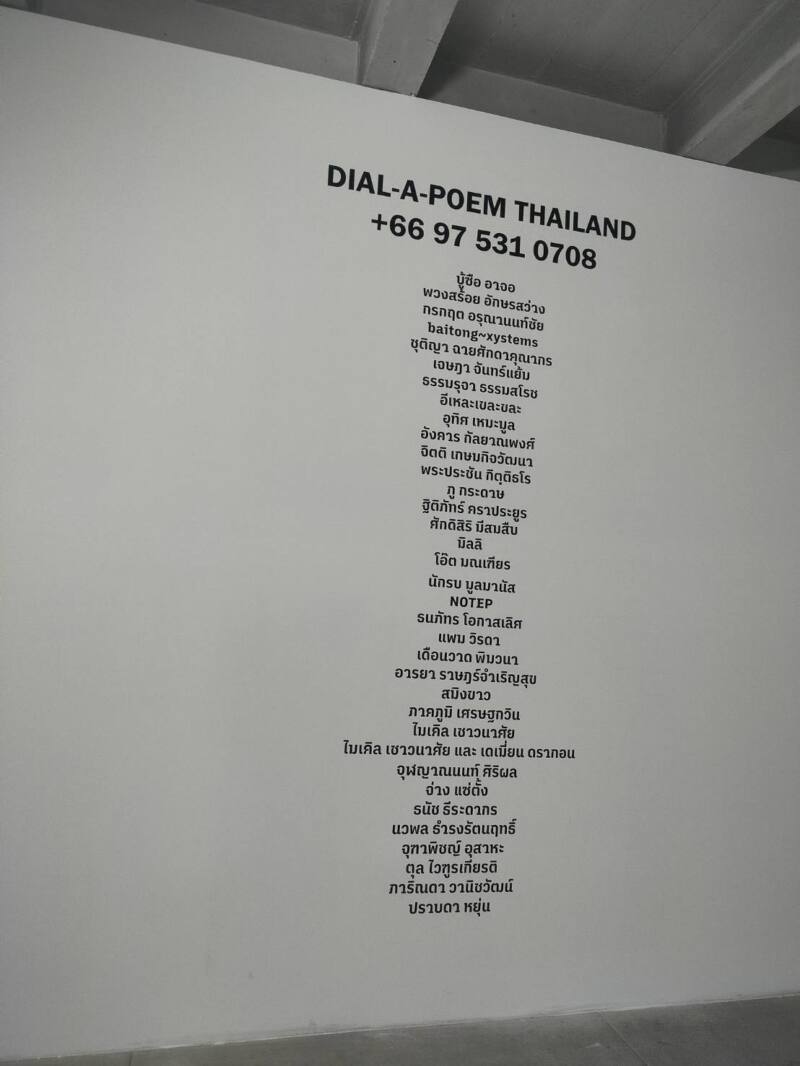 DIAL-A-POEM THAILAND
+66 97 531 0708
บู้ซือ อาจอ
พวงสร้อย อักษรสว่าง
กรกฤต อรุณานนท์ชัย
baitong~xystems
ชุติญา ฉายศักดาคุณากร
เจษฎา จันทร์แย้ม
ธรรมรุจา ธรรมสโรช
อีเหละเขละขละ
อุทิศ เหมะมูล
อังคาร กัลยาณพงศ์
จิตติ เกษมกิจวัฒนา
พระประชัน กิตฺติธโร
ภู กระดาษ
ฐิติภัทร์ คราประยูร
ศักดิสิริ มีสมสืบ
มิลลิ
โอ๊ต มณเฑียร
นักรบ มูลมานัส
NOTEP
ธนภัทร โอกาสเลิศ
แพม วิรดา
เดือนวาด พิมวนา
อารยา ราษฎร์จำเริญสุข
สมิงขาว
ภาคภูมิ เศรษฐกวิน
ไมเคิล เชาวนาศัย
ไมเคิล เชาวนาศัย และ เดเมี่ยน ดรากอน
จุฬญาณนนท์ ศิริผล
จ่าง แซ่ตั้ง
ธนัช ธีระดากร
นวพล ธำรงรัตนฤทธิ์
จุฑาพิชญ์ อุสาหะ
ตุล ไวฑูรเกียรติ
ภาริณดา วานิชวัฒน์
ปราบดา หยุ่น